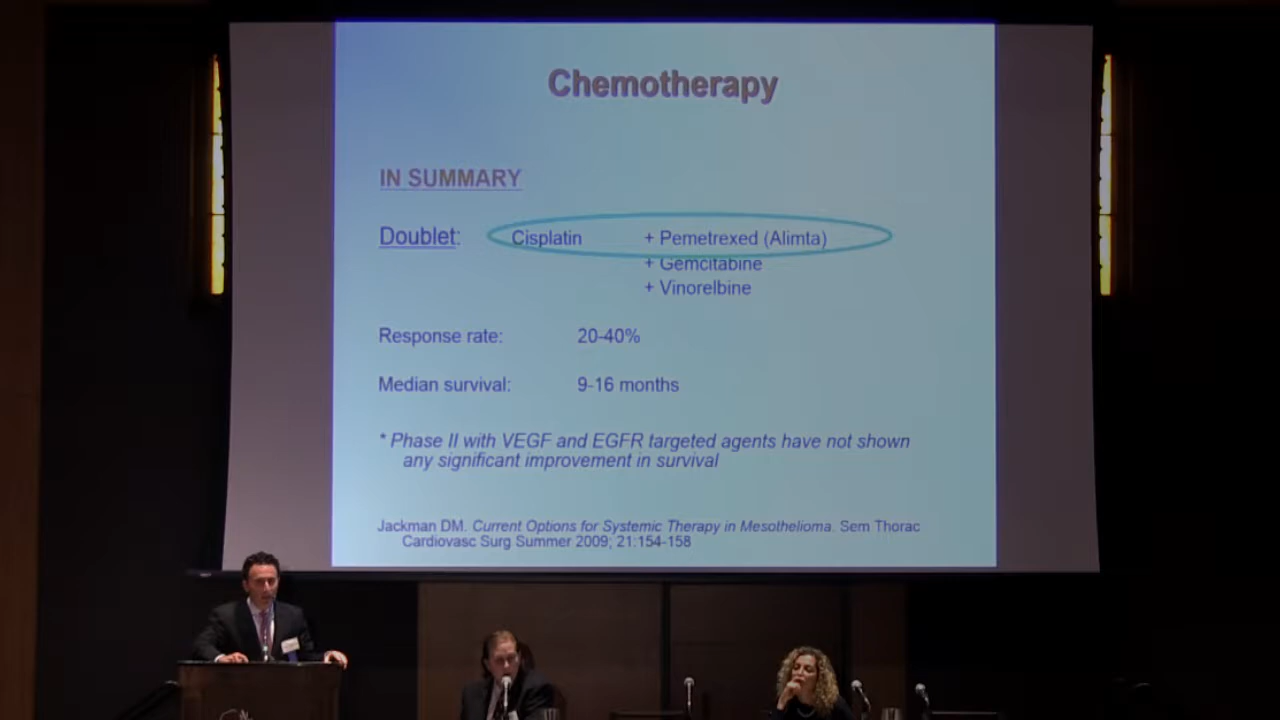 Chemotherapy
IN SUMMARY
Doublet: Cisplatin + Pemetrexed (Alimta)
+ Gemcitabine
+ Vinorelbine
Response rate: 20-40%
Median survival: 9-16 months
* Phase II with VEGF and EGFR targeted agents have not shown
any significant improvement in survival
Jackman DM. Current Options for Systemic Therapy in Mesothelioma. Sem Thorac
Cardiovasc Surg Summer 2009; 21:154-158